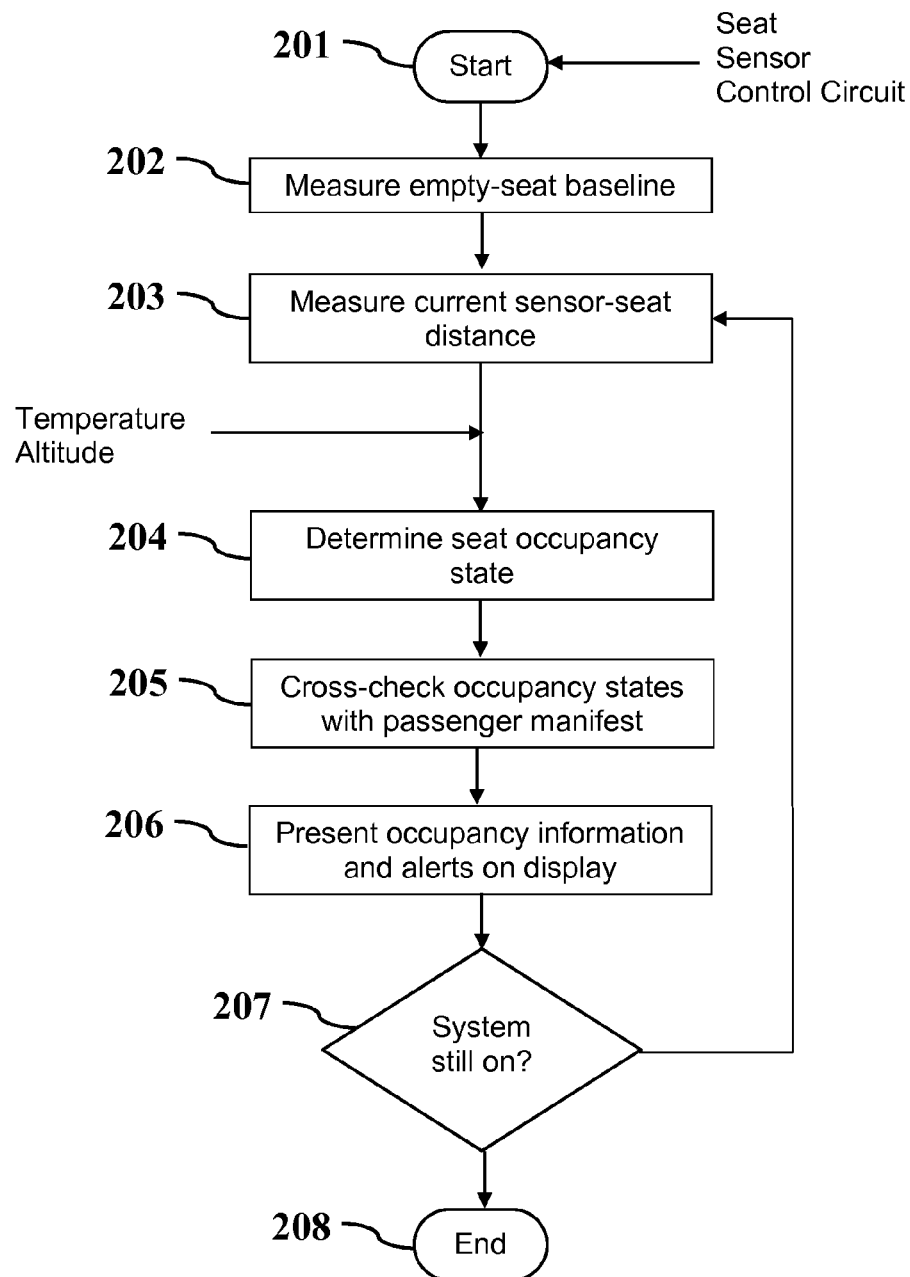 201
Start
Seat
Sensor
Control Circuit
202
Measure empty-seat baseline
203
Measure current sensor-seat
distance
Temperature
Altitude
204
Determine seat occupancy
state
205
Cross-check occupancy states
with passenger manifest
206
Present occupancy information
and alerts on display
207
System
still on?
208
End